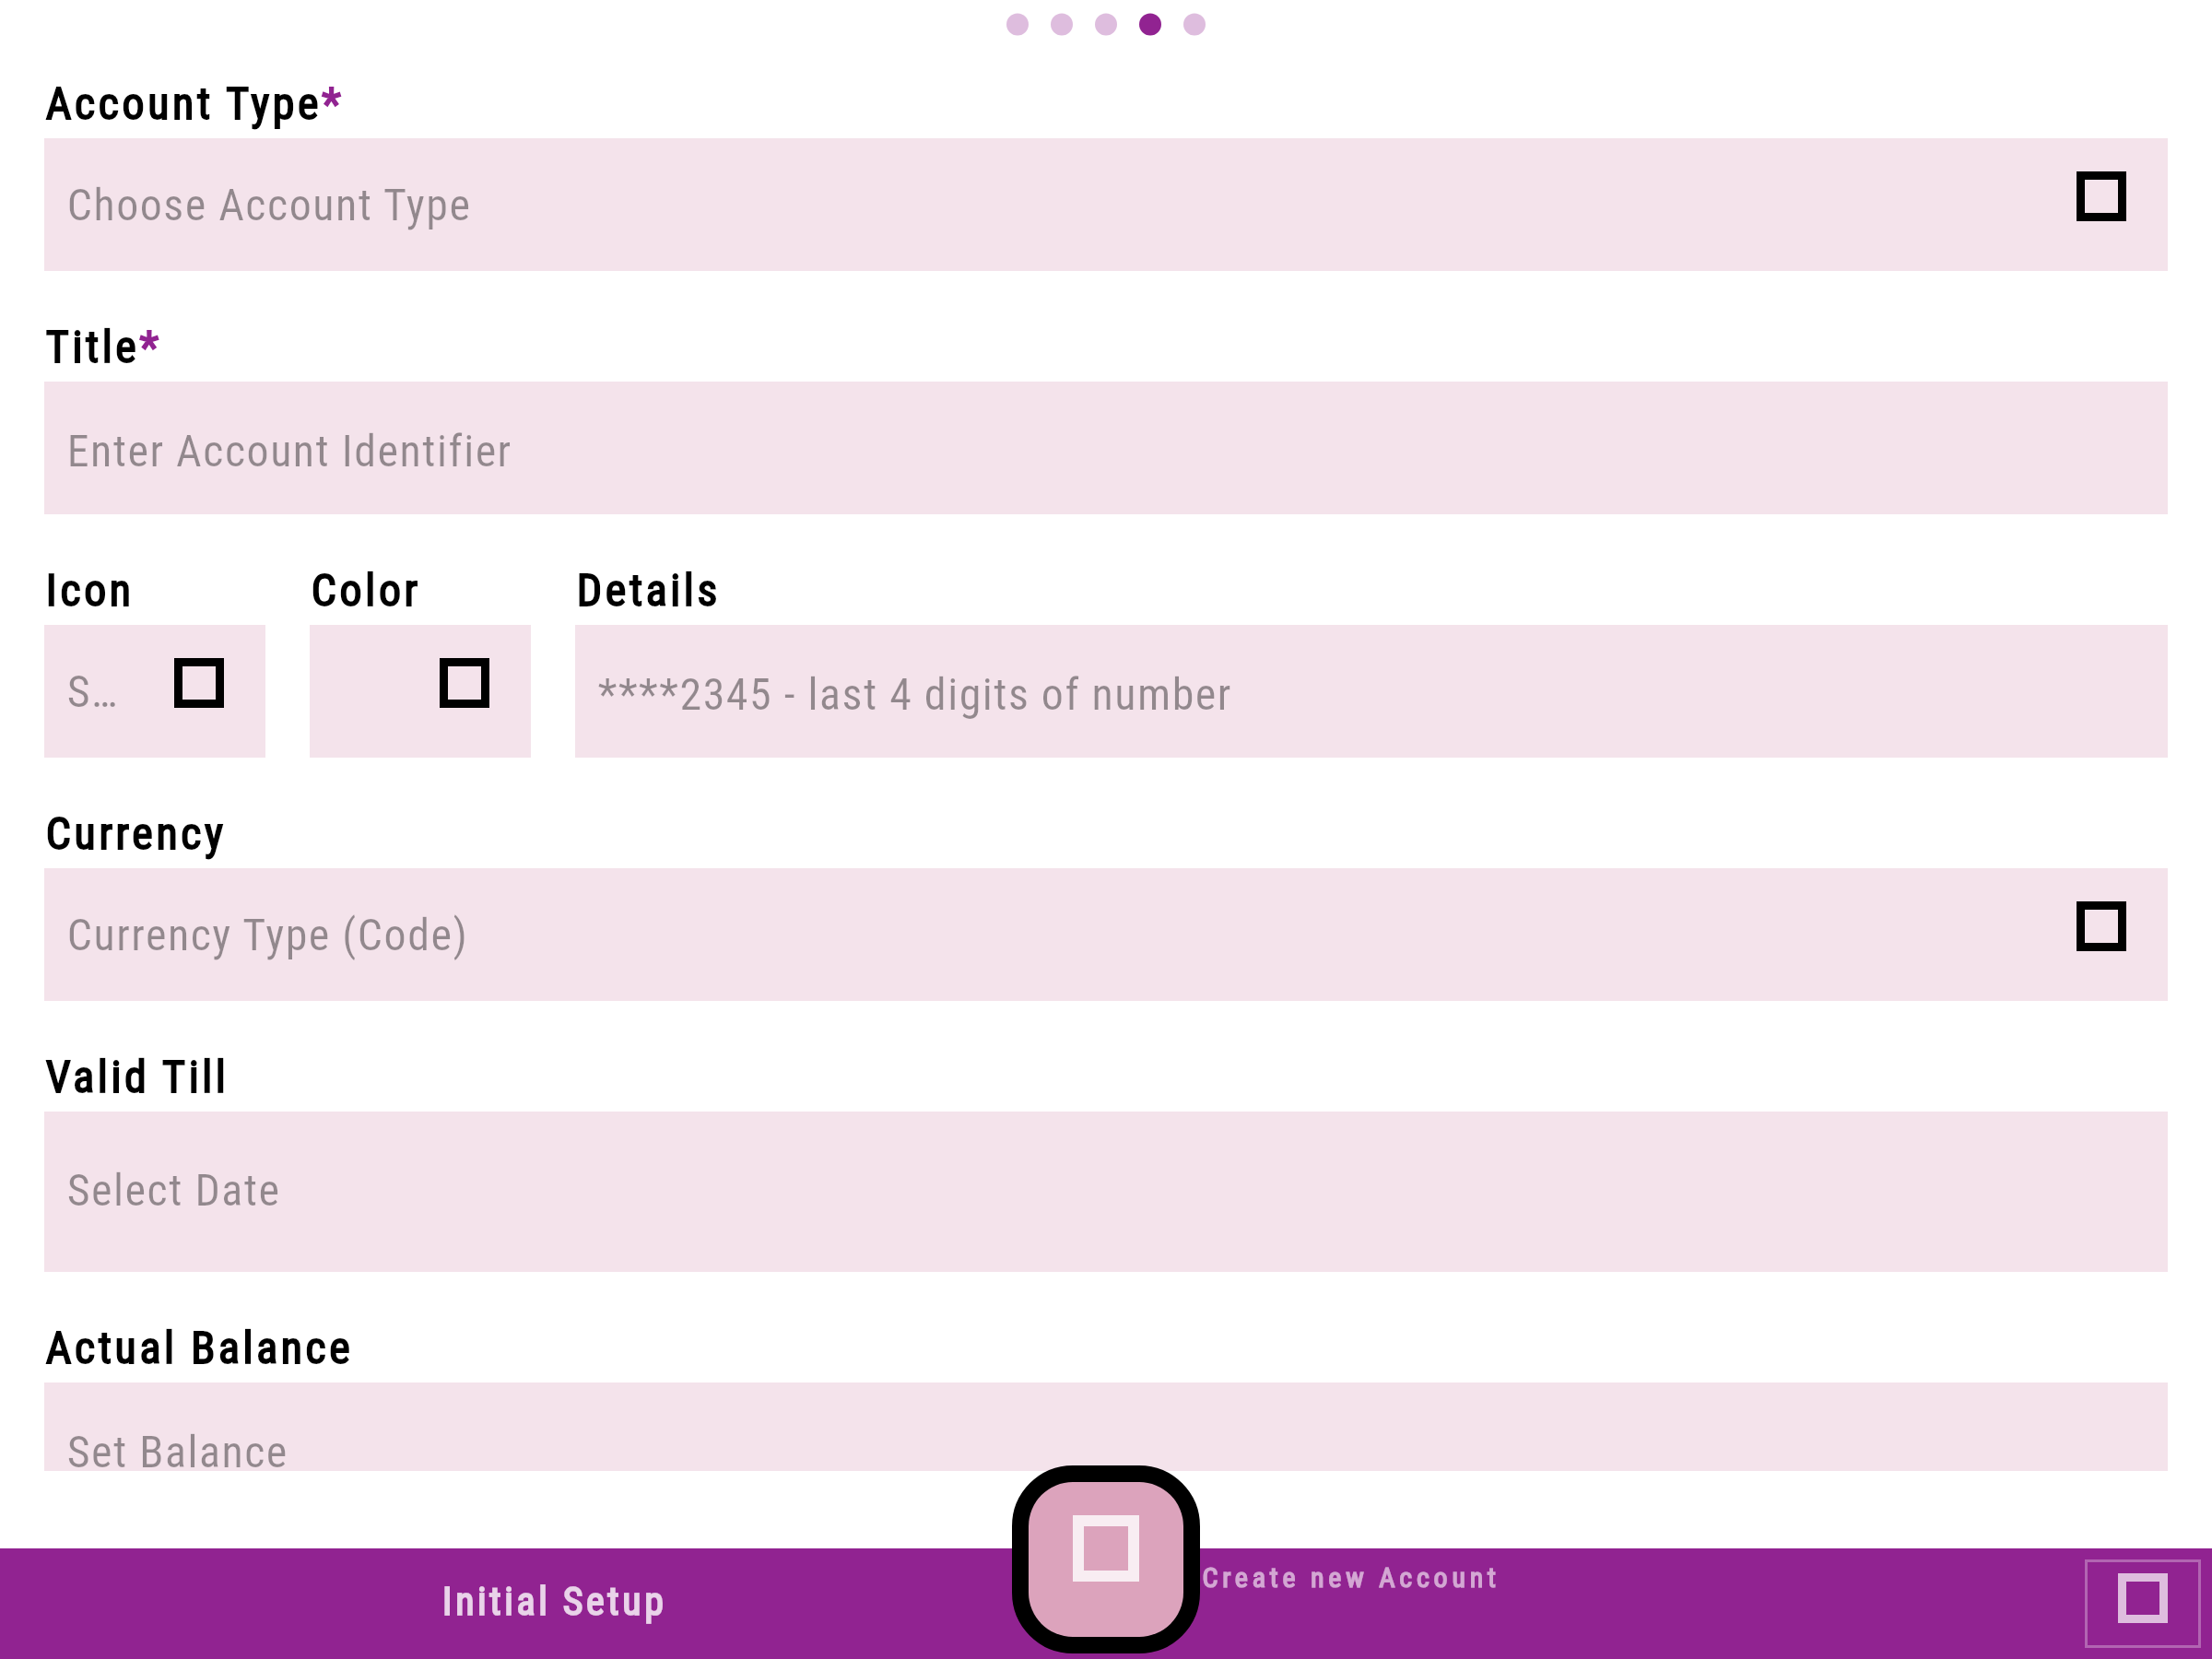 Account Type*
Choose Account Type
Title*
Enter Account Identifier
Icon Color Details
S… ****2345 - last 4 digits of number
Currency
Currency Type (Code)
Valid Till
Select Date
Actual Balance
Set Balance
Initial Setup
Create new Account